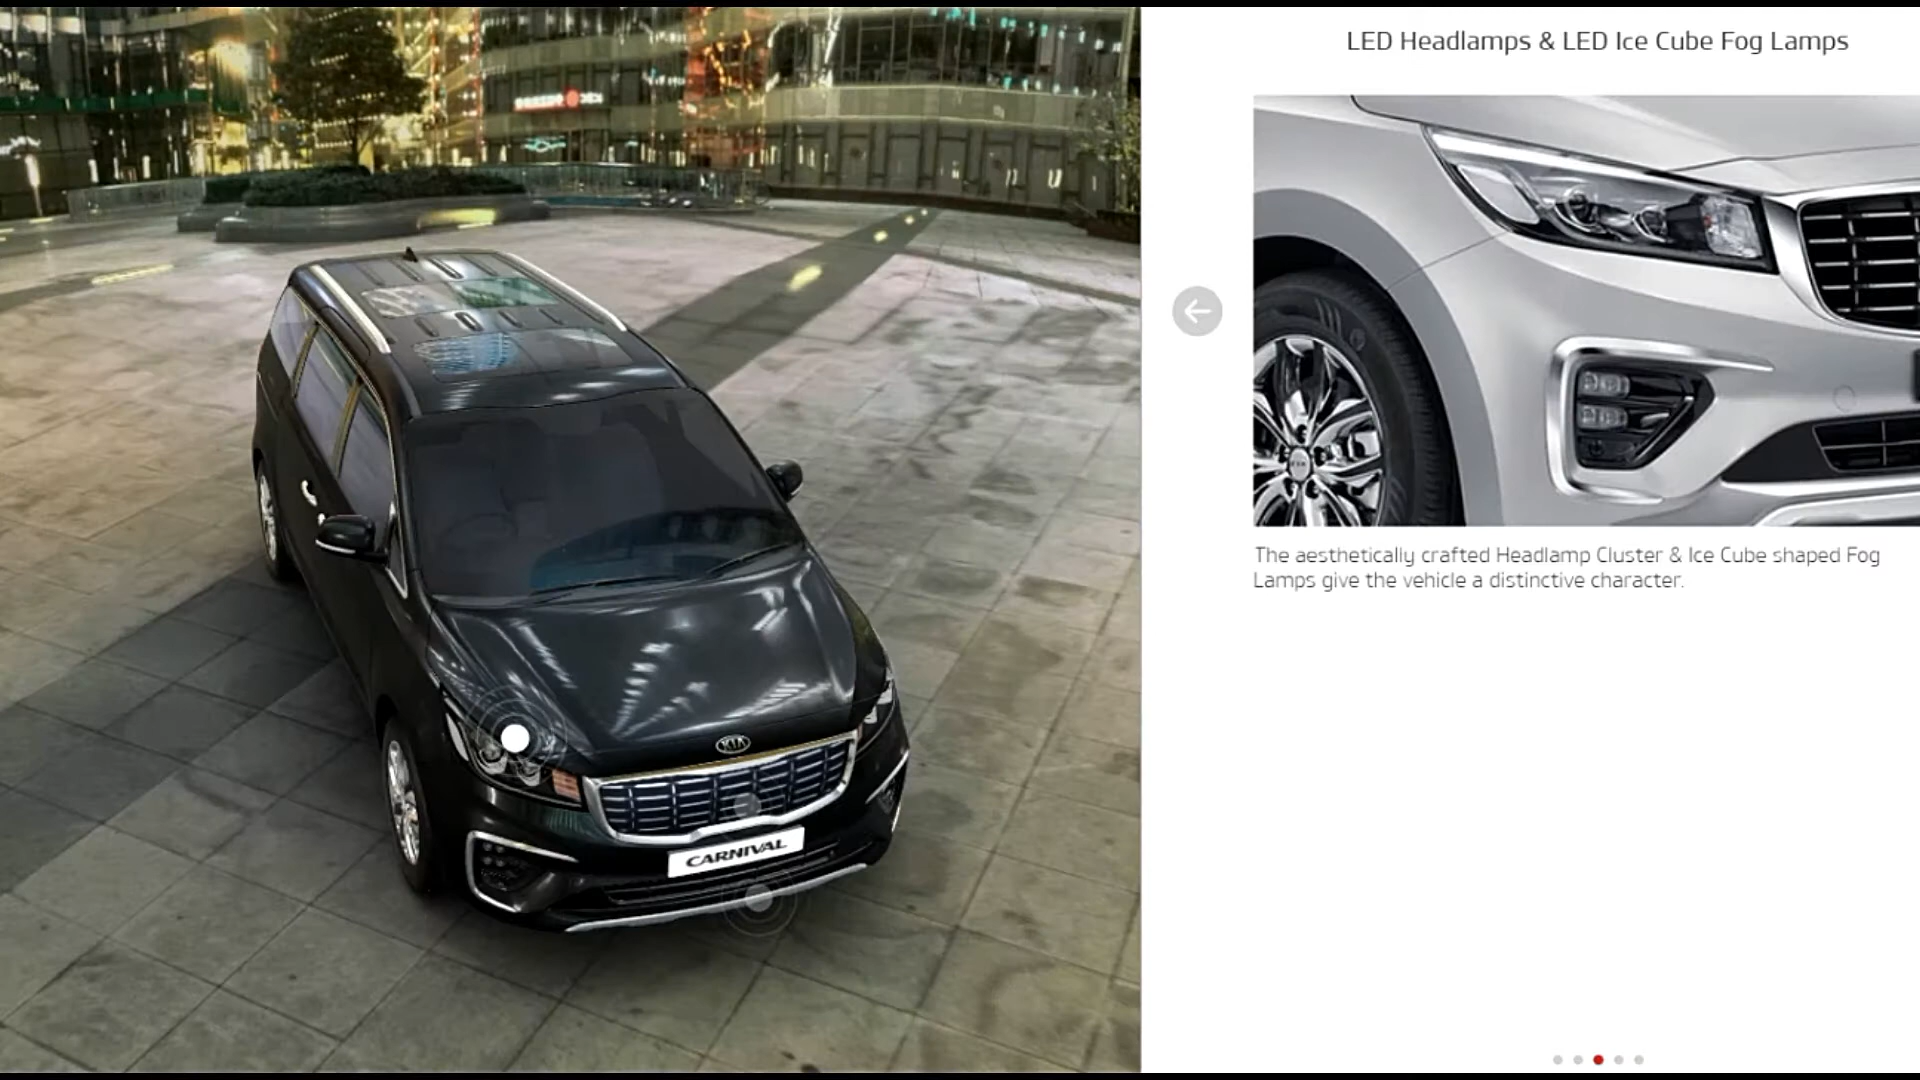 LED Headlamps & LED Ice Cube Fog Lamps
KIA
CARNIVAL
The aesthetically crafted Headlamp Cluster & Ice Cube shaped Fog
Lamps give the vehicle a distinctive character.